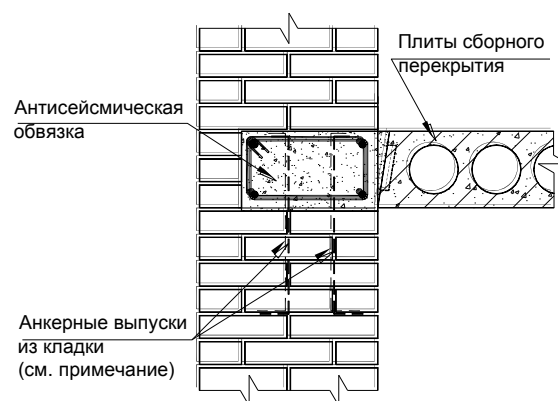 Плиты сборного
перекрытия
Антисейсмическая
обвязка
Анкерные выпуски
из кладки
(см. примечание)